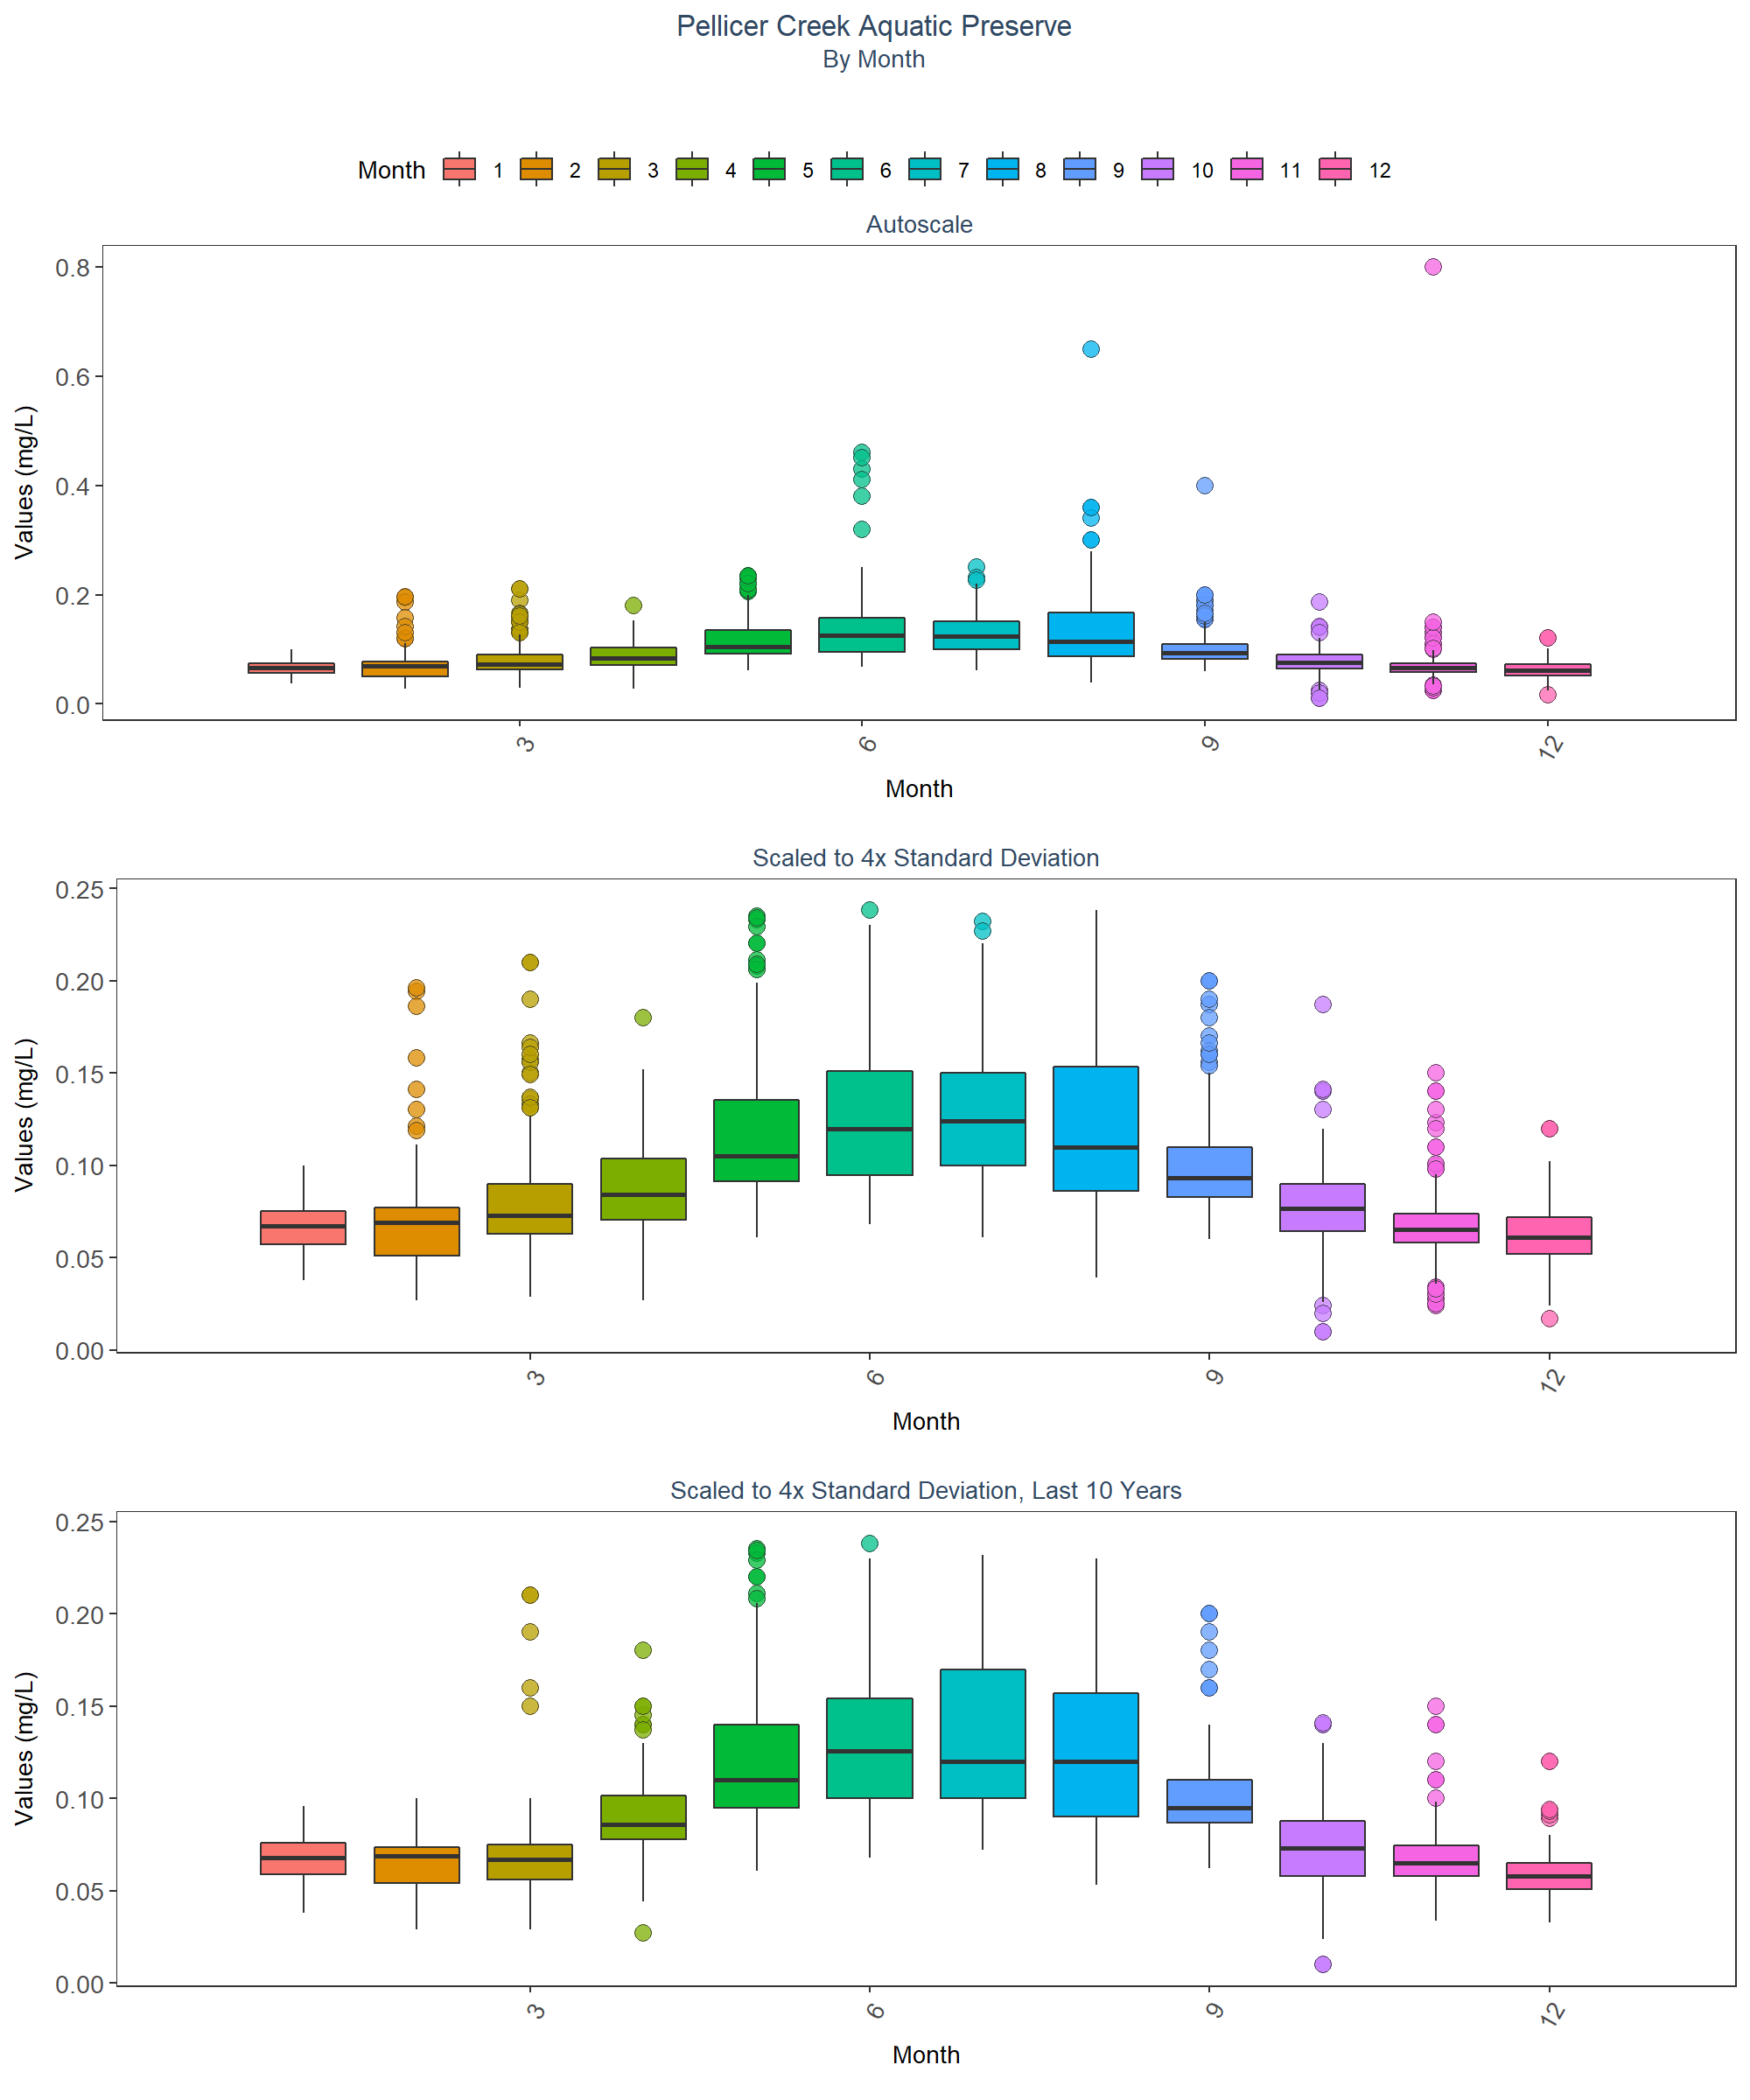 Pellicer Creek Aquatic Preserve
By Month
Month 1 2 3 4 5 6 7 8 9 10 11 12
Autoscale
Values (mg/L)
0.8
0.6
0.4
0.2
0.0
3 6 9 12
Month
Scaled to 4x Standard Deviation
Values (mg/L)
0.25
0.20
0.15
0.10
0.05
0.00
3 6 9 12
Month
Scaled to 4x Standard Deviation, Last 10 Years
Values (mg/L)
0.25
0.20
0.15
0.10
0.05
0.00
3 6 9 12
Month